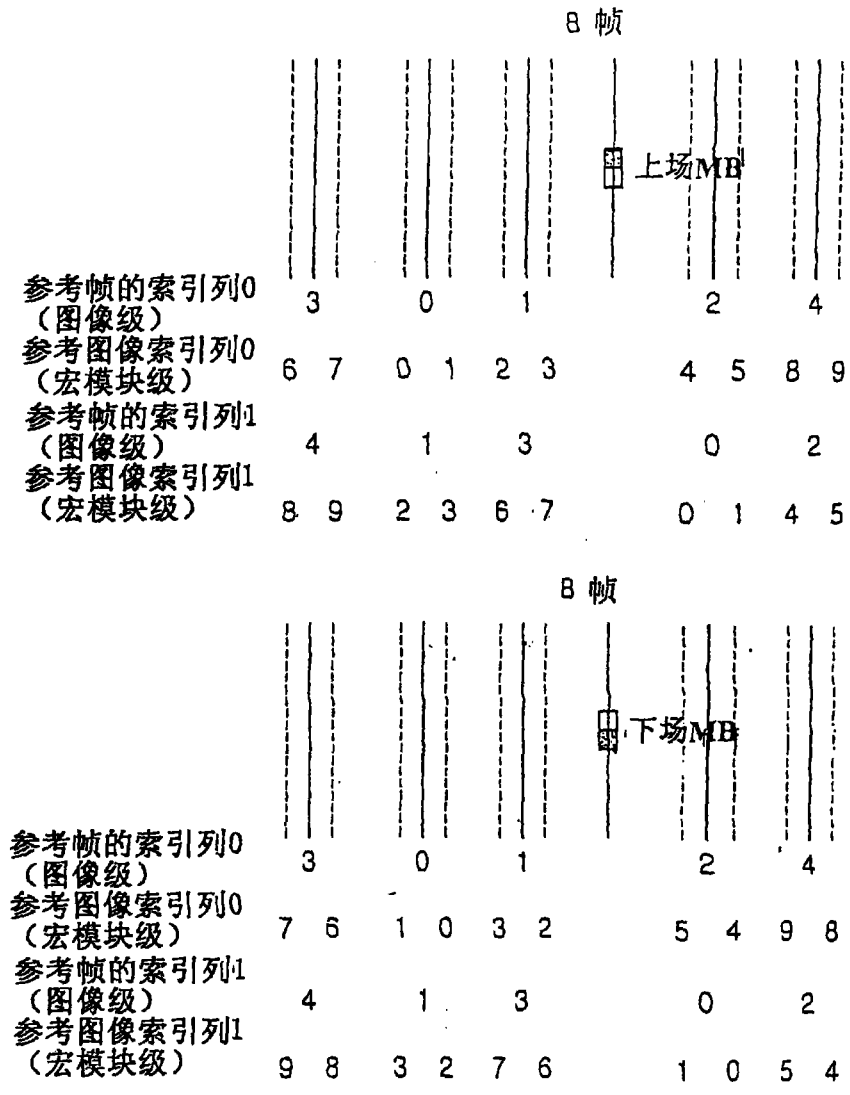 B 帧
上场MB
参考帧的索引列0
（图像级）
3 0 1 2 4
参考图像索引列0
（宏模块级）
6 7 0 1 2 3 4 5 8 9
参考帧的索引列1
（图像级）
4 1 3 0 2
参考图像索引列1
（宏模块级）
8 9 2 3 6 7 0 1 4 5
B 帧
下场MB
参考帧的索引列0
（图像级）
3 0 1 2 4
参考图像索引列0
（宏模块级）
7 6 1 0 3 2 5 4 9 8
参考帧的索引列1
（图像级）
4 1 3 0 2
参考图像索引列1
（宏模块级）
9 8 3 2 7 6 1 0 5 4